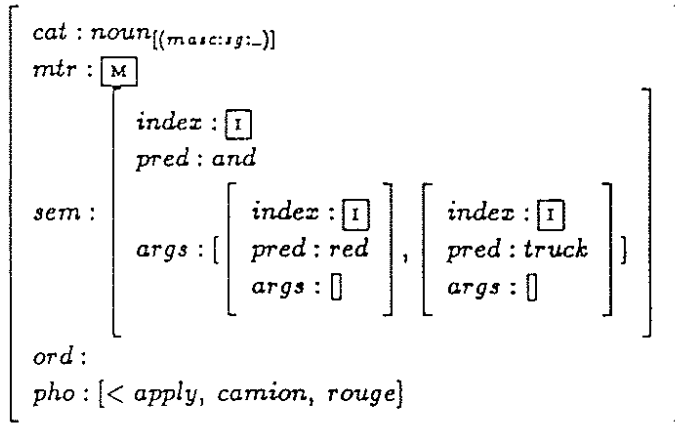 cat : noun[(masc:sg:_)]
mtr : M
index : I
pred : and
sem :
args : [ index : I , index : I ]
pred : red pred : truck
args : [] args : []
ord :
pho : [< apply, camion, rouge]